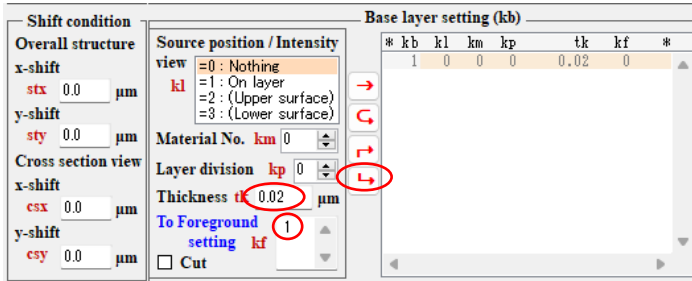 Shift condition
Overall structure
x-shift
stx 0.0 μm
y-shift
sty 0.0 μm
Cross section view
x-shift
csx 0.0 μm
y-shift
csy 0.0 μm
Source position / Intensity
view
kl
=0 : Nothing
=1 : On layer
=2 : (Upper surface)
=3 : (Lower surface)
Material No. km 0
Layer division kp 0
Thickness tk 0.02 μm
To Foreground
setting kf
1
Cut
Base layer setting (kb)
* kb kl km kp tk kf *
1 0 0 0 0.02 0